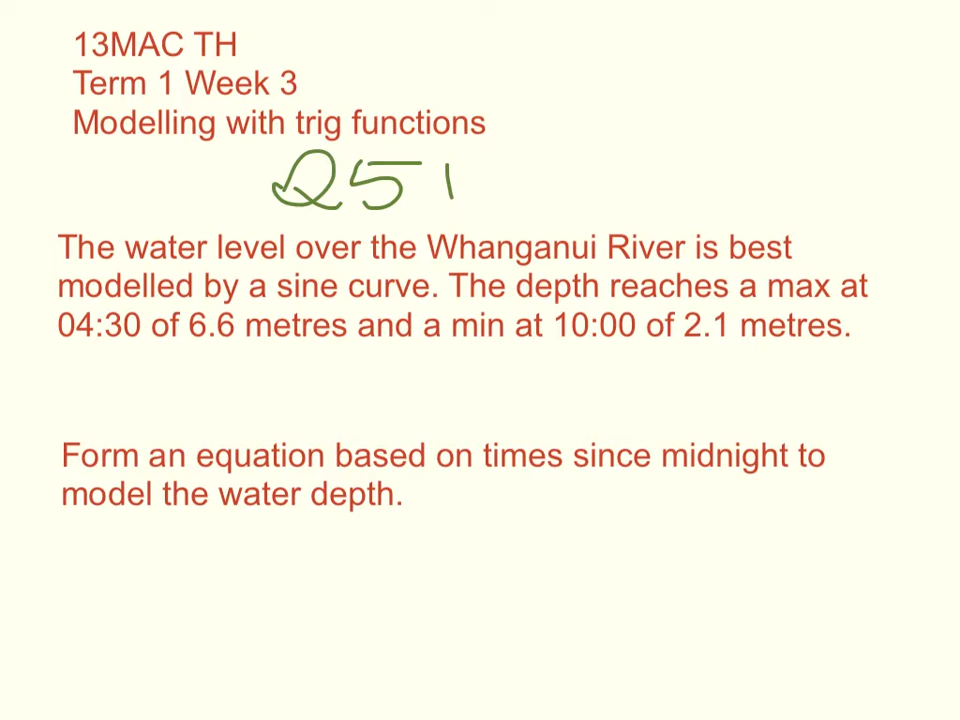 13MAC TH
Term 1 Week 3
Modelling with trig functions
251
The water level over the Whanganui River is best
modelled by a sine curve. The depth reaches a max at
04:30 of 6.6 metres and a min at 10:00 of 2.1 metres.
Form an equation based on times since midnight to
model the water depth.